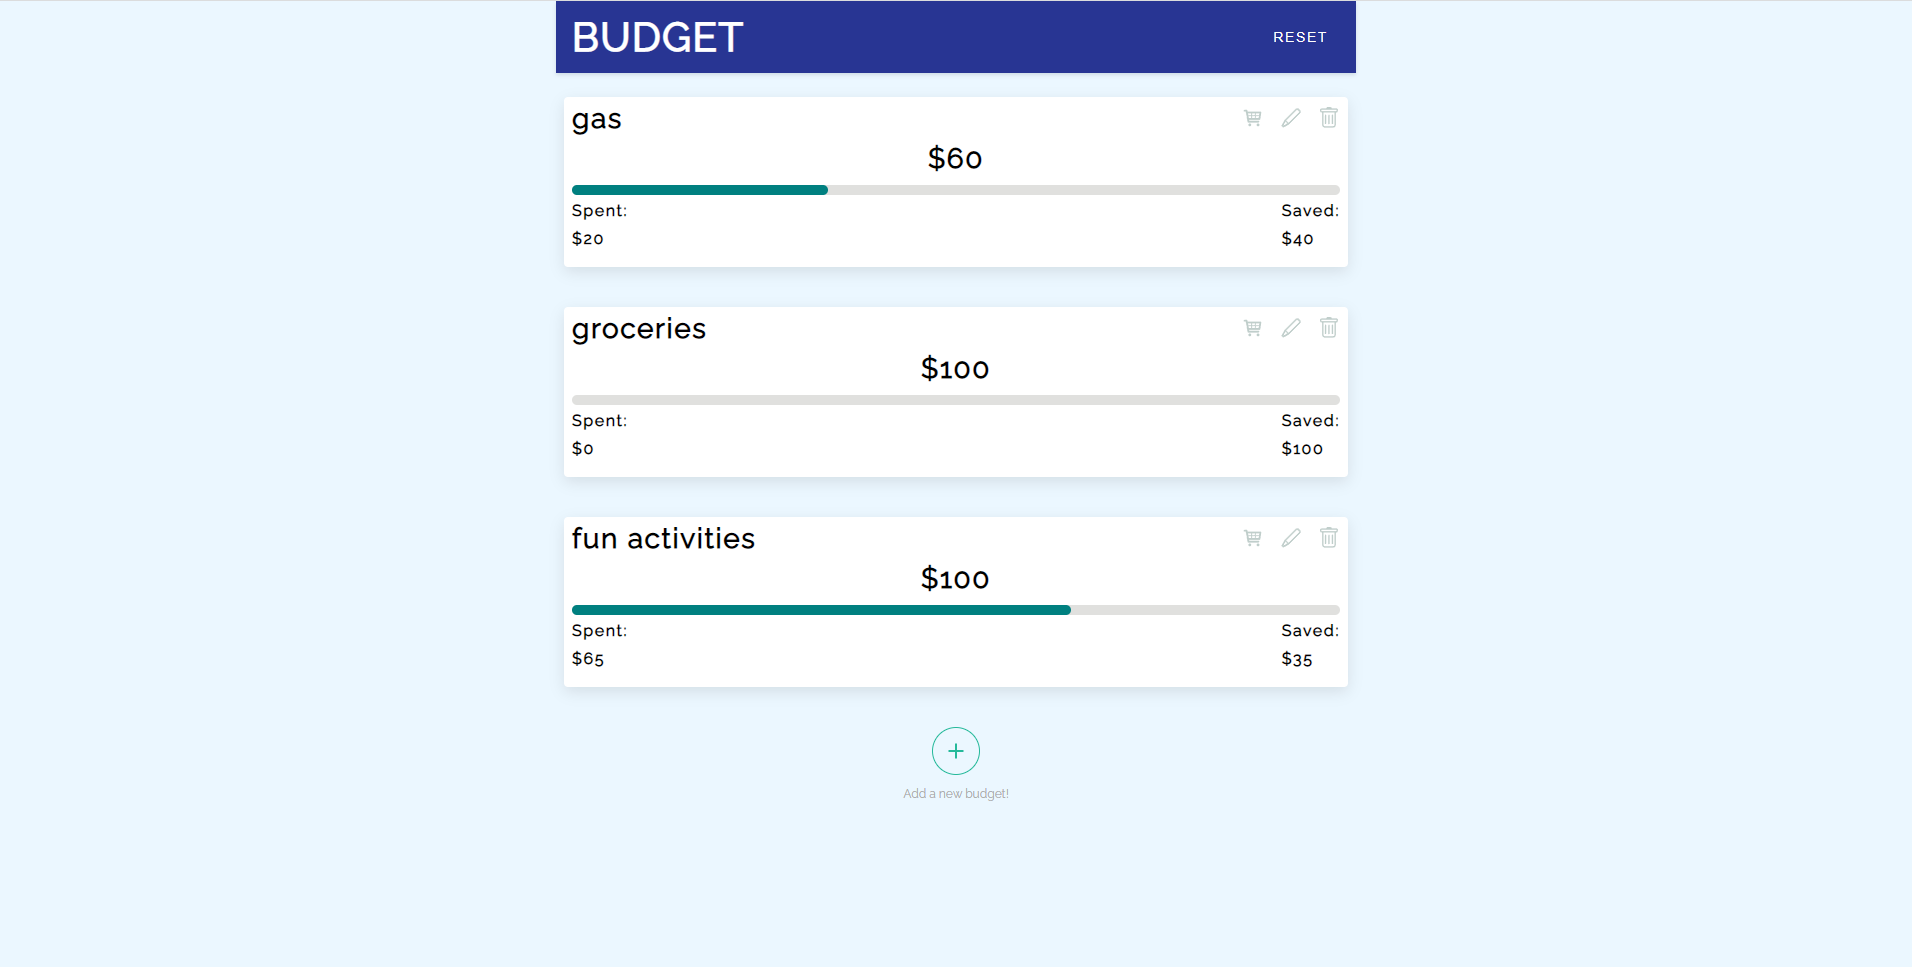 BUDGET
RESET
gas
$60
Spent:
$20
Saved:
$40
groceries
$100
Spent:
$0
Saved:
$100
fun activities
$100
Spent:
$65
Saved:
$35
Add a new budget!